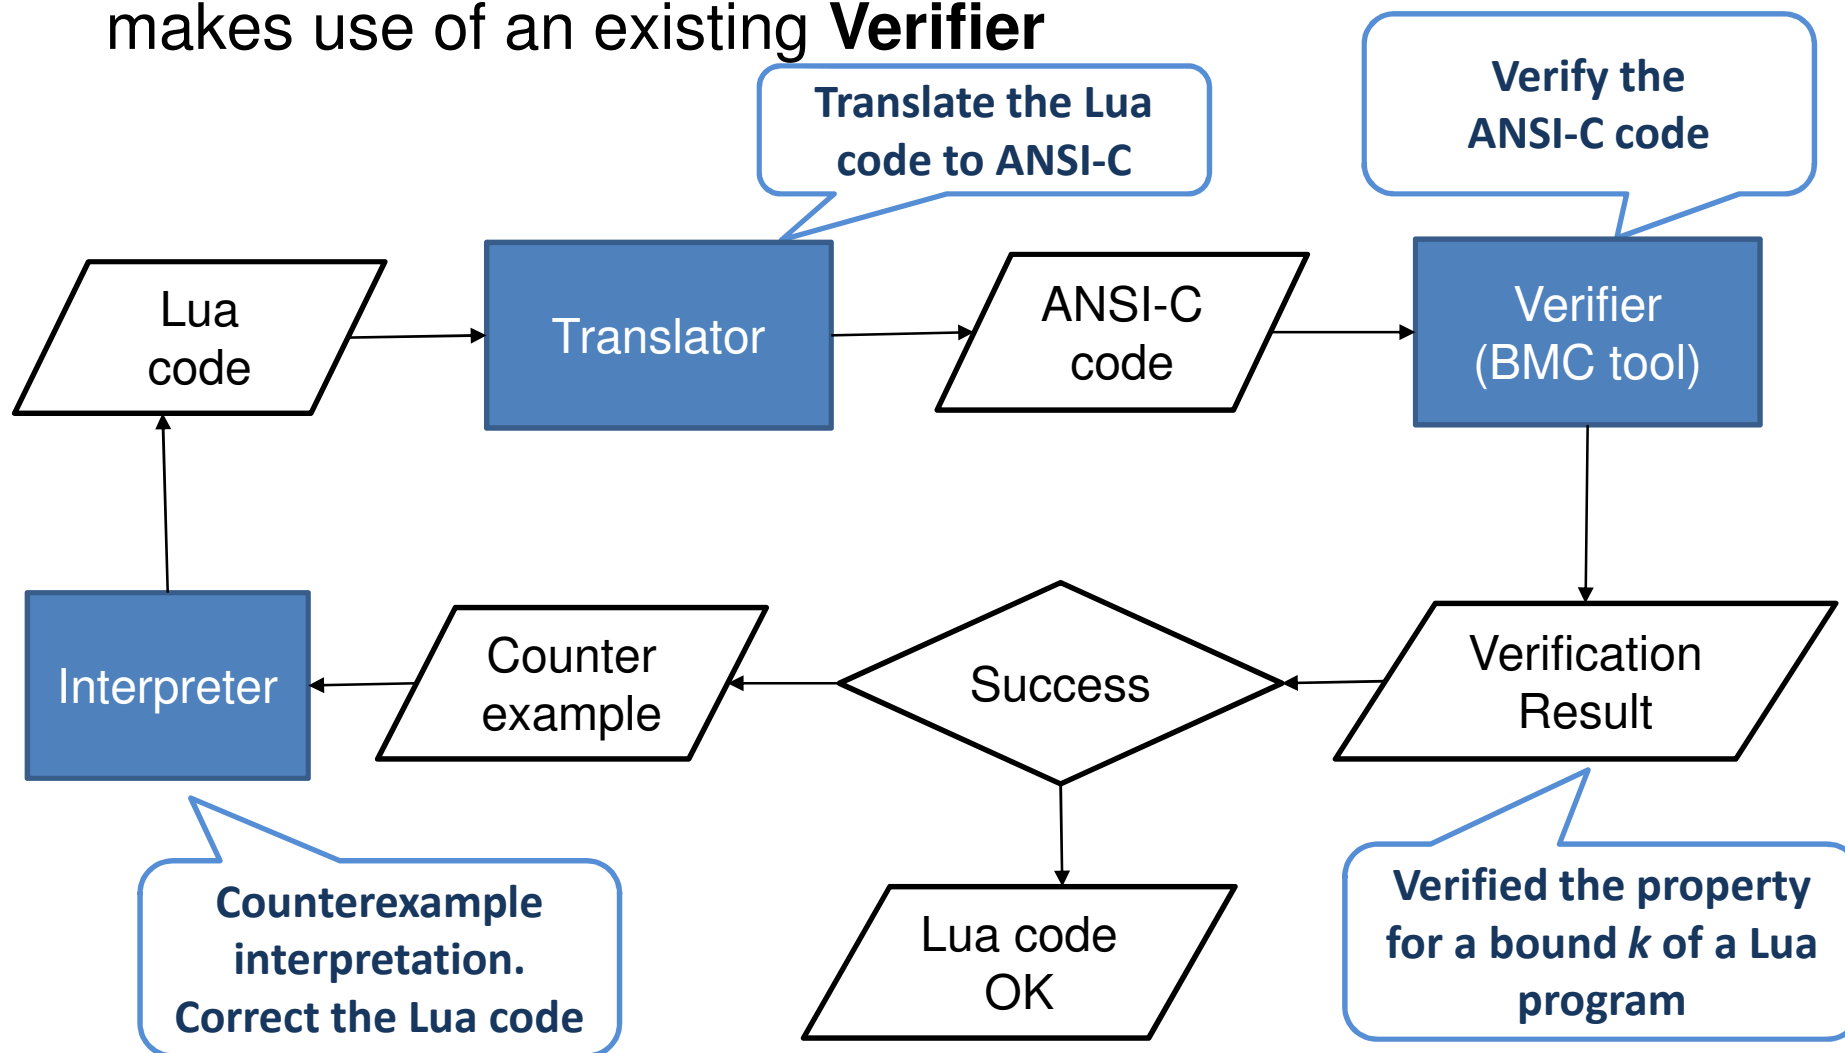 makes use of an existing Verifier
Translate the Lua
code to ANSI-C
Verify the
ANSI-C code
Lua
code
Translator
ANSI-C
code
Verifier
(BMC tool)
Interpreter
Counter
example
Success
Verification
Result
Counterexample
interpretation.
Correct the Lua code
Lua code
OK
Verified the property
for a bound k of a Lua
program